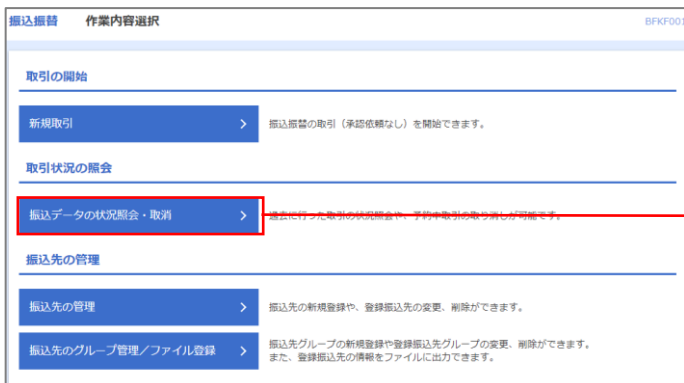 振込振替 作業内容選択 BFKF001
取引の開始
新規取引 振込振替の取引（承認依頼なし）を開始できます。
取引状況の照会
振込データの状況照会・取消 過去に行った取引の状況照会や、予約中取引の取り消しが可能です。
振込先の管理
振込先の管理 振込先の新規登録や、登録振込先の変更、削除ができます。
振込先のグループ管理／ファイル登録 振込先グループの新規登録や登録振込先グループの変更、削除ができます。
また、登録振込先の情報をファイルに出力できます。